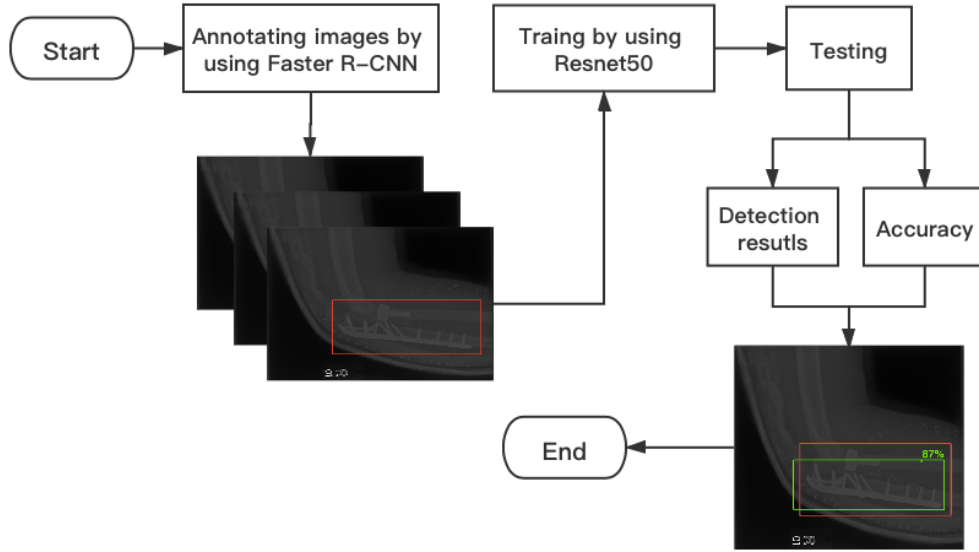 Start
Annotating images by
using Faster R-CNN
Traing by using
Resnet50
Testing
Detection
resutls
Accuracy
87%
End